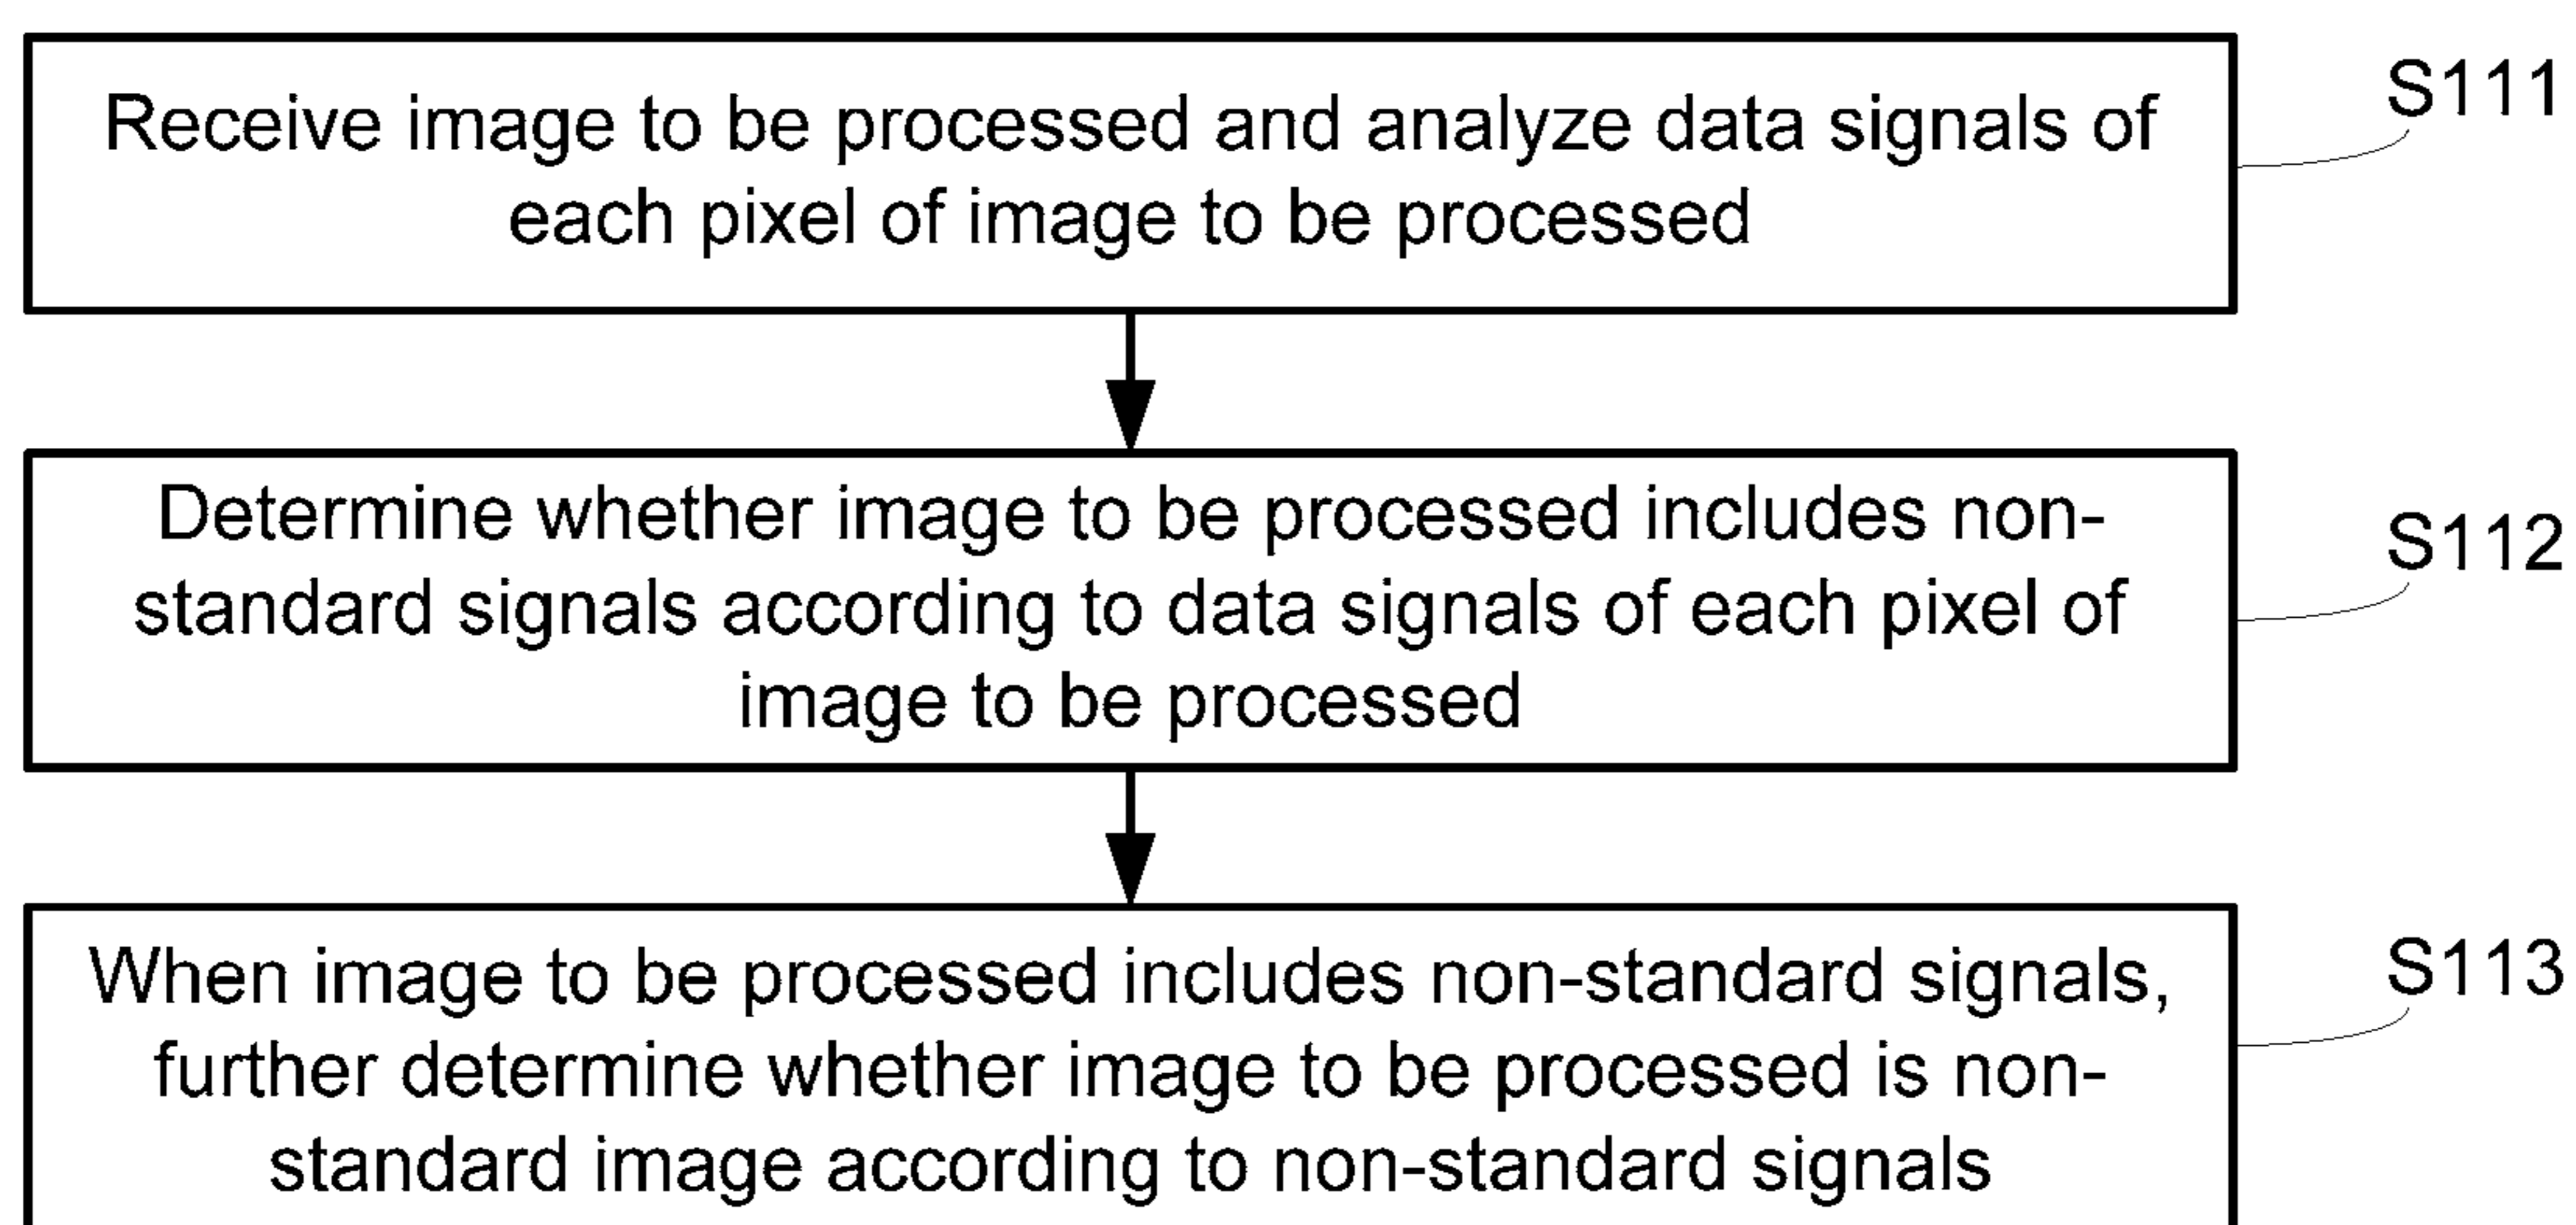 Receive image to be processed and analyze data signals of
each pixel of image to be processed
S111
Determine whether image to be processed includes non-
standard signals according to data signals of each pixel of
image to be processed
S112
When image to be processed includes non-standard signals,
further determine whether image to be processed is non-
standard image according to non-standard signals
S113